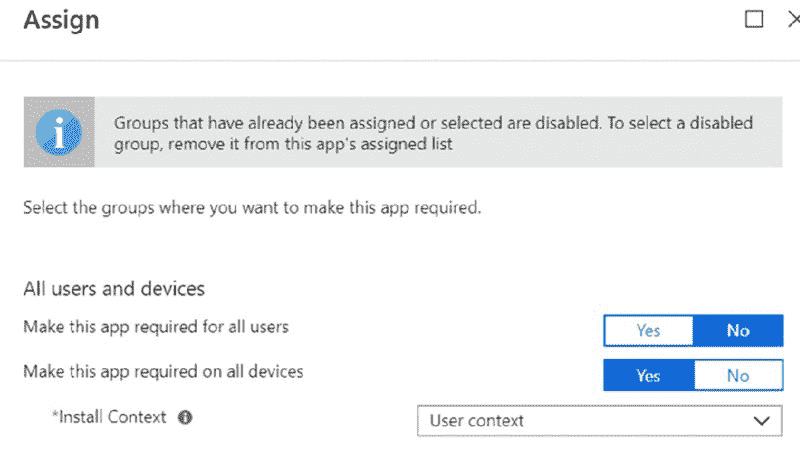 Assign
Groups that have already been assigned or selected are disabled. To select a disabled
group, remove it from this app's assigned list
Select the groups where you want to make this app required.
All users and devices
Make this app required for all users
Yes No
Make this app required on all devices
Yes No
*Install Context
User context